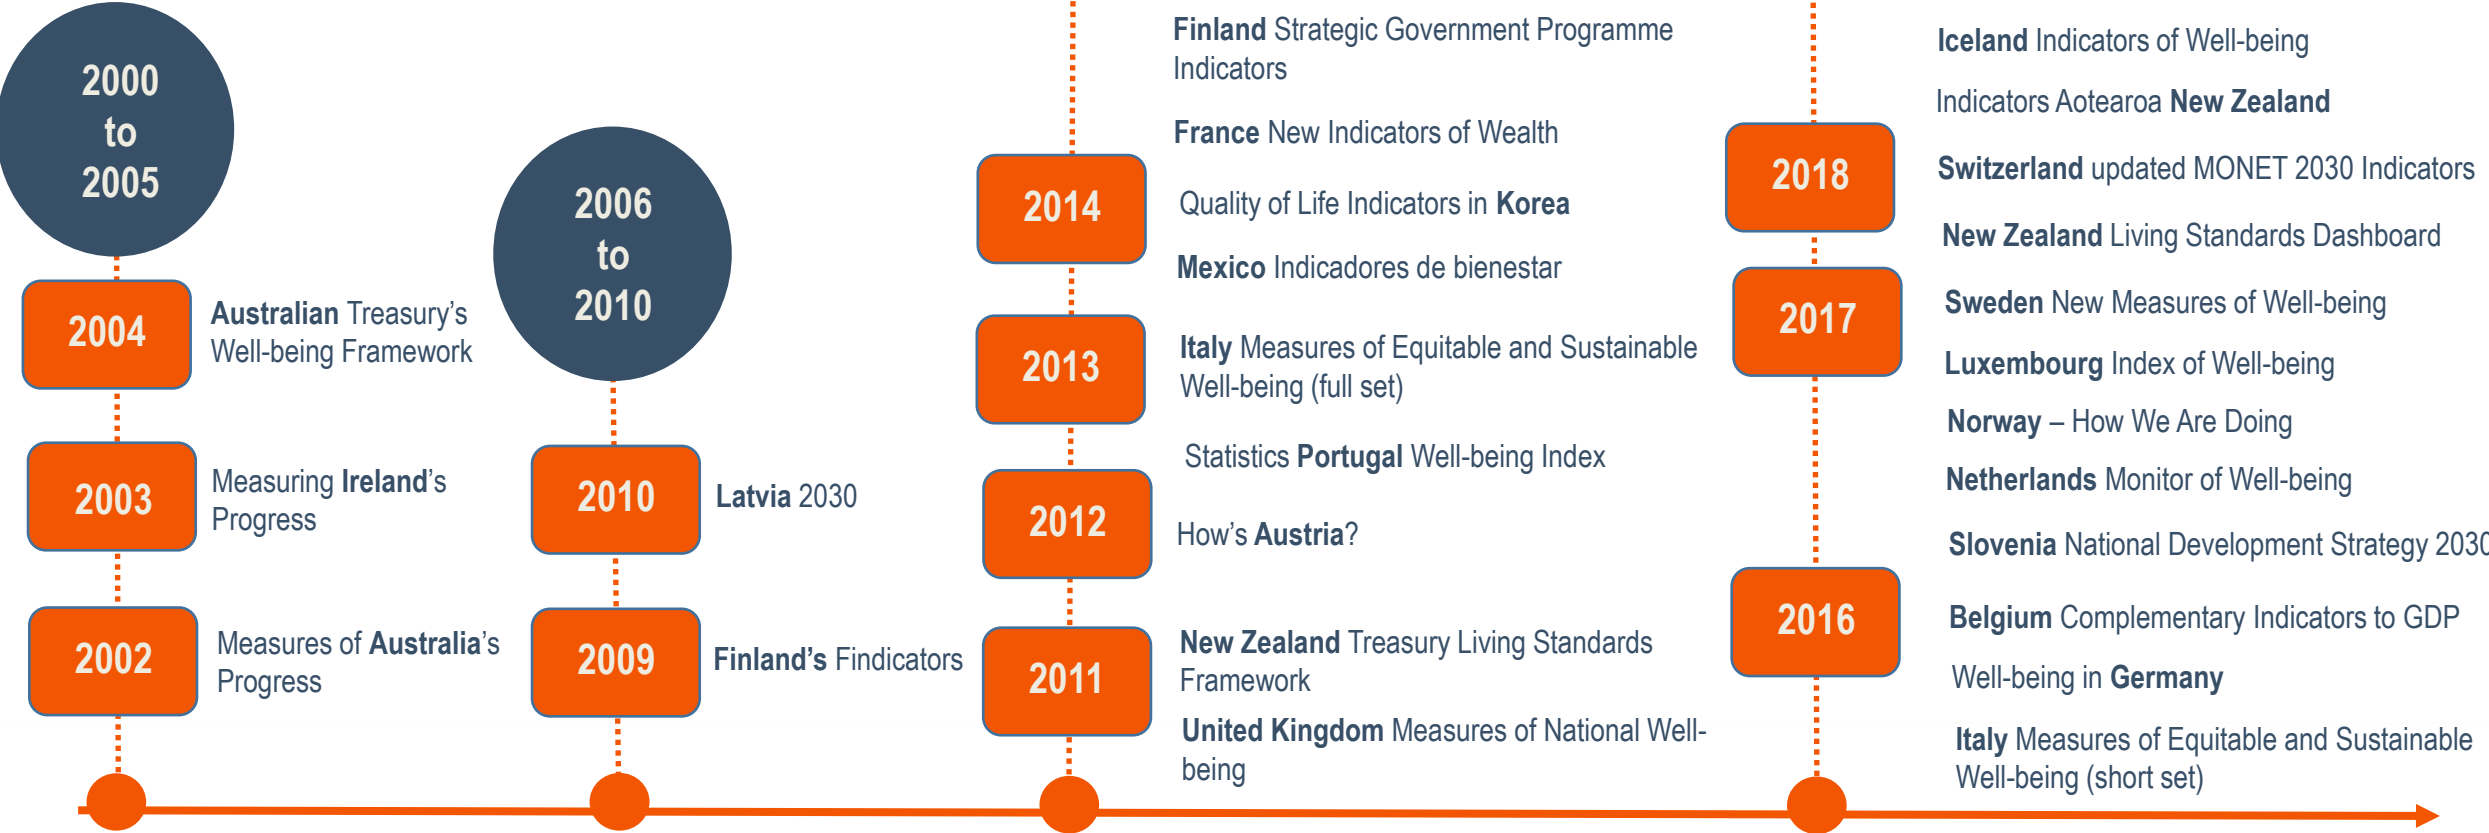 2000
to
2005
2004
Australian Treasury’s
Well-being Framework
2003
Measuring Ireland’s
Progress
2002
Measures of Australia’s
Progress
2006
to
2010
2010
Latvia 2030
2009
Finland’s Findicators
Finland Strategic Government Programme
Indicators
France New Indicators of Wealth
2014
Quality of Life Indicators in Korea
Mexico Indicadores de bienestar
2013
Italy Measures of Equitable and Sustainable
Well-being (full set)
Statistics Portugal Well-being Index
2012
How’s Austria?
2011
New Zealand Treasury Living Standards
Framework
United Kingdom Measures of National Well-
being
Iceland Indicators of Well-being
Indicators Aotearoa New Zealand
2018
Switzerland updated MONET 2030 Indicators
New Zealand Living Standards Dashboard
2017
Sweden New Measures of Well-being
Luxembourg Index of Well-being
Norway – How We Are Doing
Netherlands Monitor of Well-being
Slovenia National Development Strategy 2030
2016
Belgium Complementary Indicators to GDP
Well-being in Germany
Italy Measures of Equitable and Sustainable
Well-being (short set)